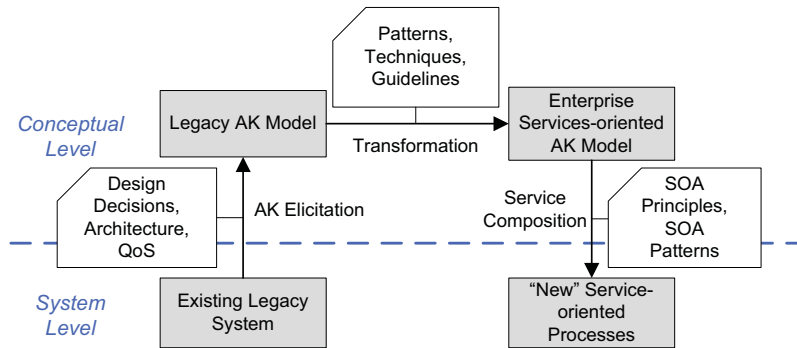 Patterns,
Techniques,
Guidelines
Conceptual
Level
Legacy AK Model
Transformation
Enterprise
Services-oriented
AK Model
Design
Decisions,
Architecture,
QoS
AK Elicitation
Service
Composition
SOA
Principles,
SOA
Patterns
System
Level
Existing Legacy
System
“New” Service-
oriented
Processes